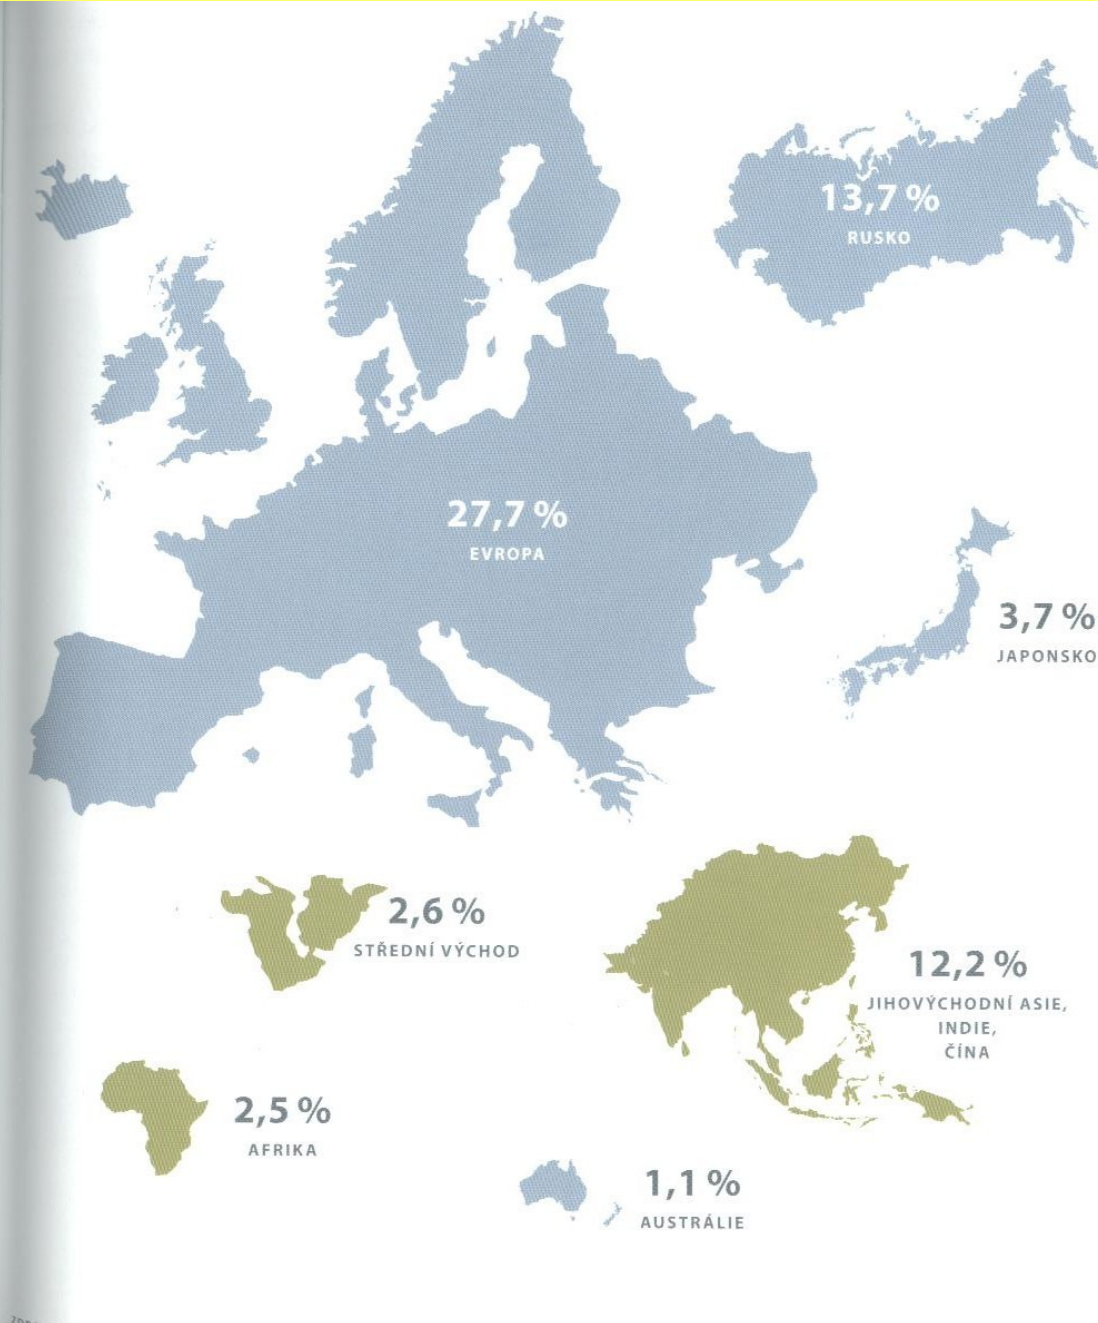 13,7 %
RUSKO
27,7 %
EVROPA
3,7 %
JAPONSKO
2,6 %
STŘEDNÍ VÝCHOD
12,2 %
JIHOVÝCHODNÍ ASIE,
INDIE,
ČÍNA
2,5 %
AFRIKA
1,1 %
AUSTRÁLIE